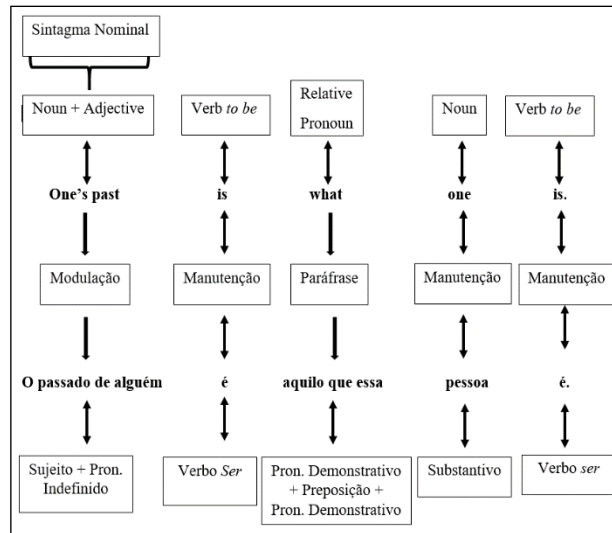 Sintagma Nominal
Noun + Adjective
Verb to be
Relative
Pronoun
Noun
Verb to be
One's past is what one is.
Modulação
Manutenção
Paráfrase
Manutenção
Manutenção
O passado de alguém é aquilo que essa pessoa é.
Sujeito + Pron.
Indefinido
Verbo Ser
Pron. Demonstrativo
+ Preposição +
Pron. Demonstrativo
Substantivo
Verbo ser